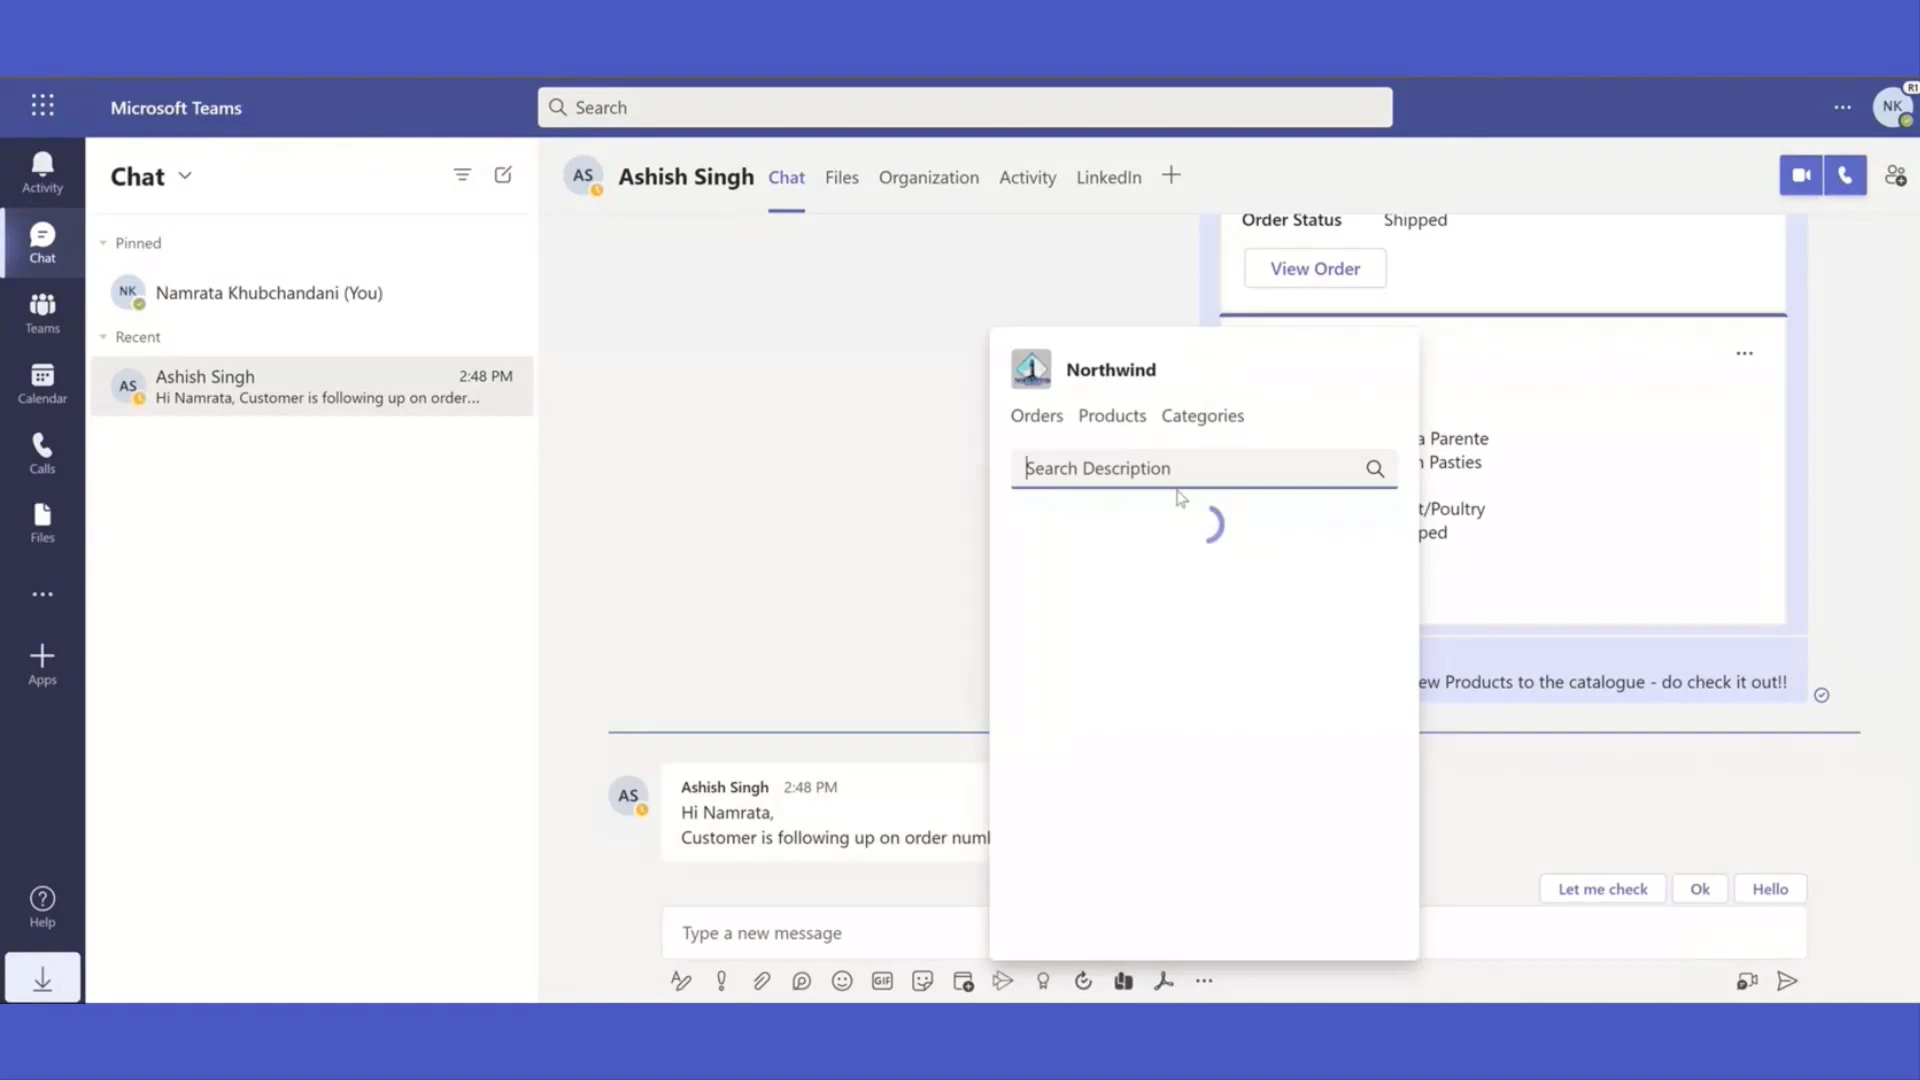 Microsoft Teams
Search
R1
NK
Activity
Chat
Teams
Calendar
Calls
Files
Apps
Help
Chat
Pinned
NK
Namrata Khubchandani (You)
Recent
AS
Ashish Singh
2:48 PM
Hi Namrata, Customer is following up on order...
AS
Ashish Singh
Chat
Files
Organization
Activity
LinkedIn
Order Status
Shipped
View Order
a Parente
Pasties
t/Poultry
ped
ew Products to the catalogue - do check it out!!
Northwind
Orders
Products
Categories
Search Description
AS
Ashish Singh
2:48 PM
Hi Namrata,
Customer is following up on order num
Let me check
Ok
Hello
Type a new message
GIF